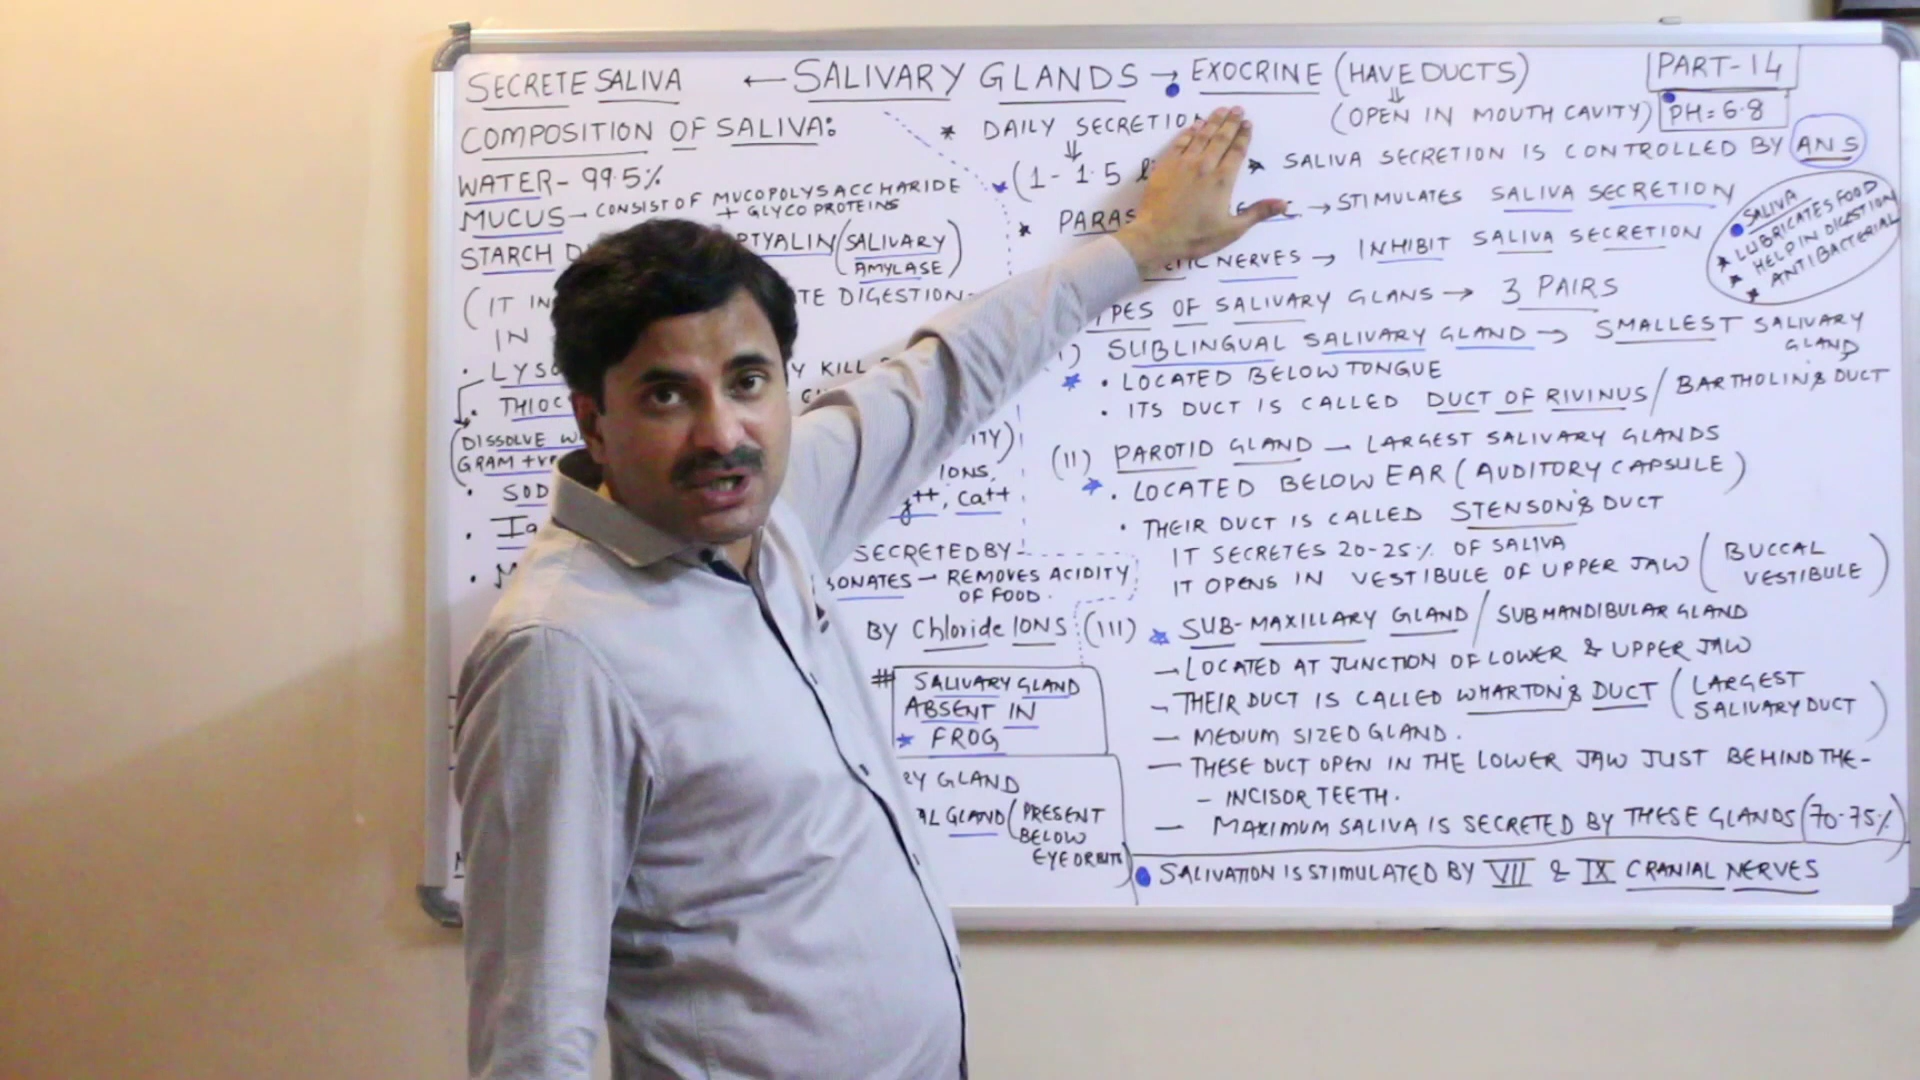 SECRETE SALIVA ← SALIVARY GLANDS → EXOCRINE (HAVE DUCTS)
PART-14
(OPEN IN MOUTH CAVITY)
PH = 6.8
COMPOSITION OF SALIVA:
WATER - 99.5%
MUCUS → CONSIST OF MUCOPOLYSACCHARIDE
+ GLYCO PROTEINS
STARCH PTYALIN (SALIVARY
AMYLASE)
(IT IN TE DIGESTION-
IN
KILL
DISSOLVE
GRAM +ve
IONS,
Ca++
SECRETED BY
ONATES - REMOVES ACIDITY
OF FOOD.
BY Chloride IONS
# SALIVARY GLAND
ABSENT IN
* FROG
RY GLAND
AL GLAND (PRESENT
BELOW
EYE ORBITS)
* DAILY SECRETION
(1 - 1.5
* SALIVA SECRETION IS CONTROLLED BY ANS
* → STIMULATES SALIVA SECRETION
NERVES → INHIBIT SALIVA SECRETION
• SALIVA
* LUBRICATES FOOD
* HELP IN DIGESTION
* ANTIBACTERIAL
TYPES OF SALIVARY GLANS → 3 PAIRS
(I) SUBLINGUAL SALIVARY GLAND → SMALLEST SALIVARY
GLAND
* • LOCATED BELOW TONGUE
• ITS DUCT IS CALLED DUCT OF RIVINUS / BARTHOLIN'S DUCT
(II) PAROTID GLAND - LARGEST SALIVARY GLANDS
* • LOCATED BELOW EAR (AUDITORY CAPSULE)
• THEIR DUCT IS CALLED STENSON'S DUCT
IT SECRETES 20-25% OF SALIVA
IT OPENS IN VESTIBULE OF UPPER JAW (BUCCAL
VESTIBULE)
(III) * SUB-MAXILLARY GLAND / SUBMANDIBULAR GLAND
- LOCATED AT JUNCTION OF LOWER & UPPER JAW
- THEIR DUCT IS CALLED WHARTON'S DUCT (LARGEST
SALIVARY DUCT)
- MEDIUM SIZED GLAND.
- THESE DUCT OPEN IN THE LOWER JAW JUST BEHIND THE-
- INCISOR TEETH.
- MAXIMUM SALIVA IS SECRETED BY THESE GLANDS (70-75%)
• SALIVATION IS STIMULATED BY VII & IX CRANIAL NERVES